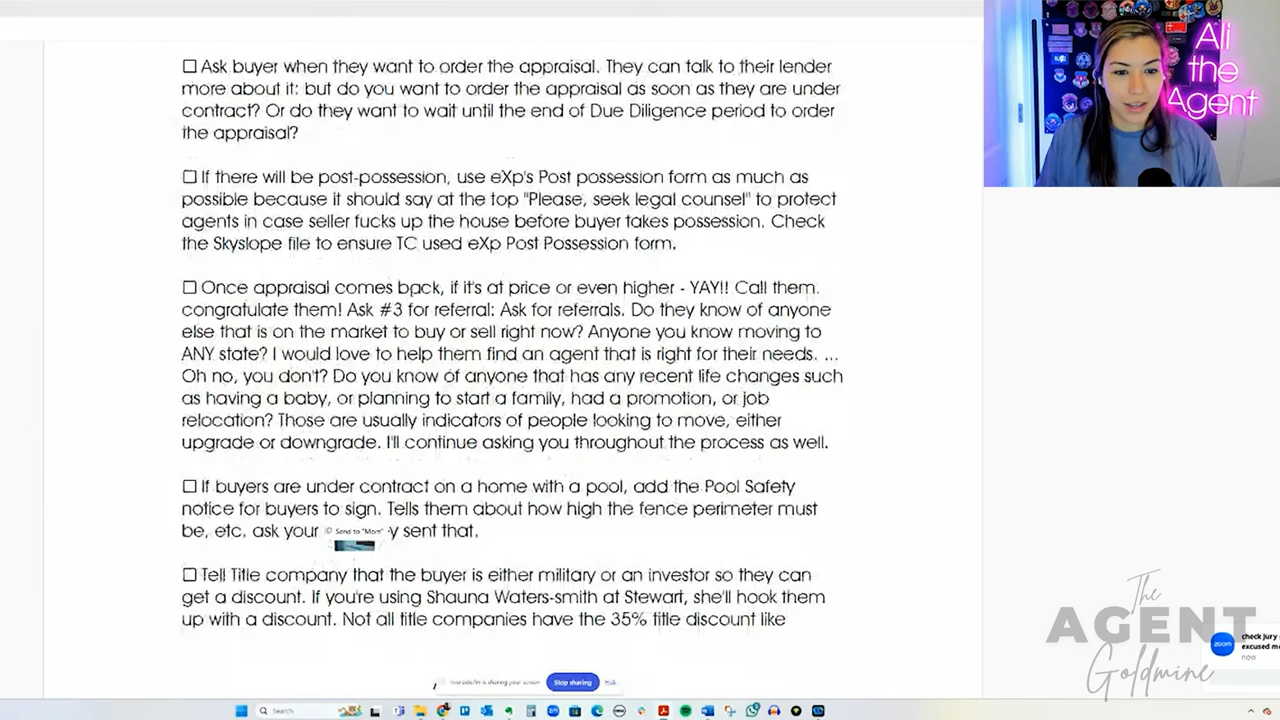 ☐ Ask buyer when they want to order the appraisal. They can talk to their lender
more about it: but do you want to order the appraisal as soon as they are under
contract? Or do they want to wait until the end of Due Diligence period to order
the appraisal?
☐ If there will be post-possession, use eXp's Post possession form as much as
possible because it should say at the top "Please, seek legal counsel" to protect
agents in case seller fucks up the house before buyer takes possession. Check
the Skyslope file to ensure TC used eXp Post Possession form.
☐ Once appraisal comes back, if it's at price or even higher - YAY!! Call them.
congratulate them! Ask #3 for referral: Ask for referrals. Do they know of anyone
else that is on the market to buy or sell right now? Anyone you know moving to
ANY state? I would love to help them find an agent that is right for their needs. ...
Oh no, you don't? Do you know of anyone that has any recent life changes such
as having a baby, or planning to start a family, had a promotion, or job
relocation? Those are usually indicators of people looking to move, either
upgrade or downgrade. I'll continue asking you throughout the process as well.
☐ If buyers are under contract on a home with a pool, add the Pool Safety
notice for buyers to sign. Tells them about how high the fence perimeter must
be, etc. ask your Send to "Mom" y sent that.
☐ Tell Title company that the buyer is either military or an investor so they can
get a discount. If you're using Shauna Waters-smith at Stewart, she'll hook them
up with a discount. Not all title companies have the 35% title discount like
Ali
the
Agent
The
AGENT
Goldmine
zoom
check jury
excused m
now
is sharing your screen.
Stop sharing
Hide
Search